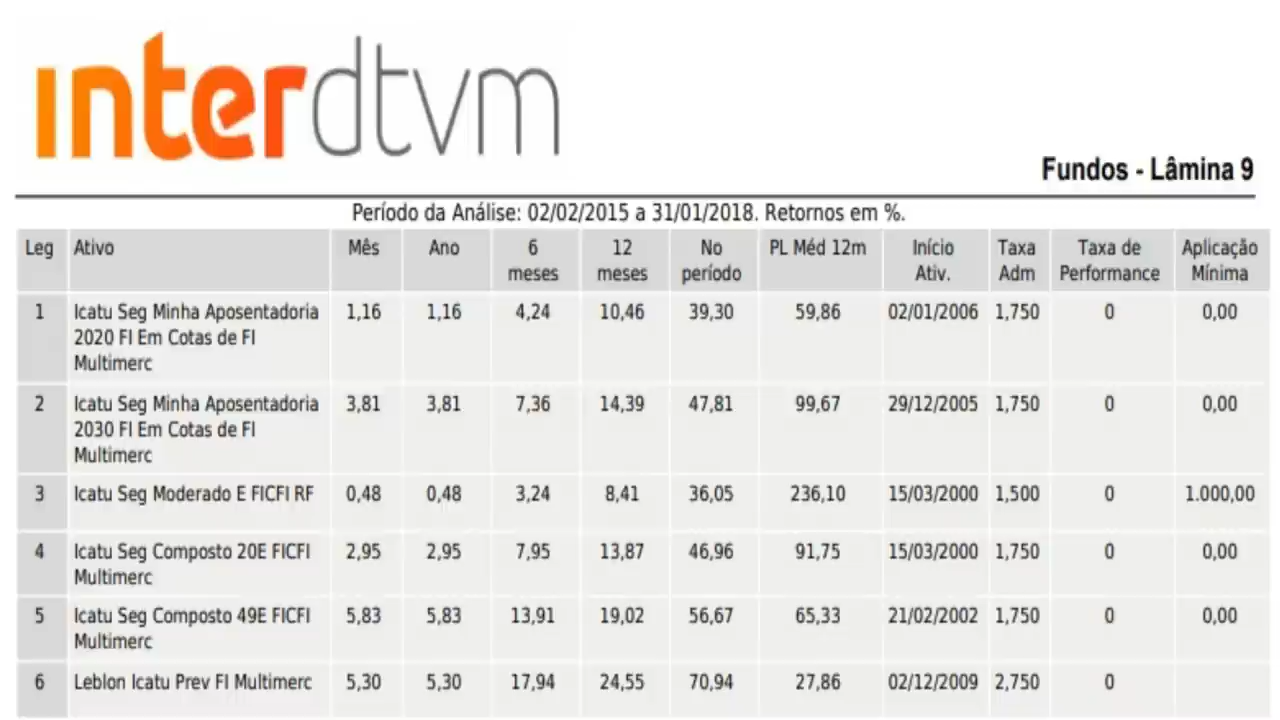 interdtvm
Fundos - Lâmina 9
Período da Análise: 02/02/2015 a 31/01/2018. Retornos em %.
Leg Ativo Mês Ano 6 meses 12 meses No período PL Méd 12m Início Ativ. Taxa Adm Taxa de Performance Aplicação Mínima
1 Icatu Seg Minha Aposentadoria 1,16 1,16 4,24 10,46 39,30 59,86 02/01/2006 1,750 0 0,00
2020 FI Em Cotas de FI
Multimerc
2 Icatu Seg Minha Aposentadoria 3,81 3,81 7,36 14,39 47,81 99,67 29/12/2005 1,750 0 0,00
2030 FI Em Cotas de FI
Multimerc
3 Icatu Seg Moderado E FICFI RF 0,48 0,48 3,24 8,41 36,05 236,10 15/03/2000 1,500 0 1.000,00
4 Icatu Seg Composto 20E FICFI 2,95 2,95 7,95 13,87 46,96 91,75 15/03/2000 1,750 0 0,00
Multimerc
5 Icatu Seg Composto 49E FICFI 5,83 5,83 13,91 19,02 56,67 65,33 21/02/2002 1,750 0 0,00
Multimerc
6 Leblon Icatu Prev FI Multimerc 5,30 5,30 17,94 24,55 70,94 27,86 02/12/2009 2,750 0